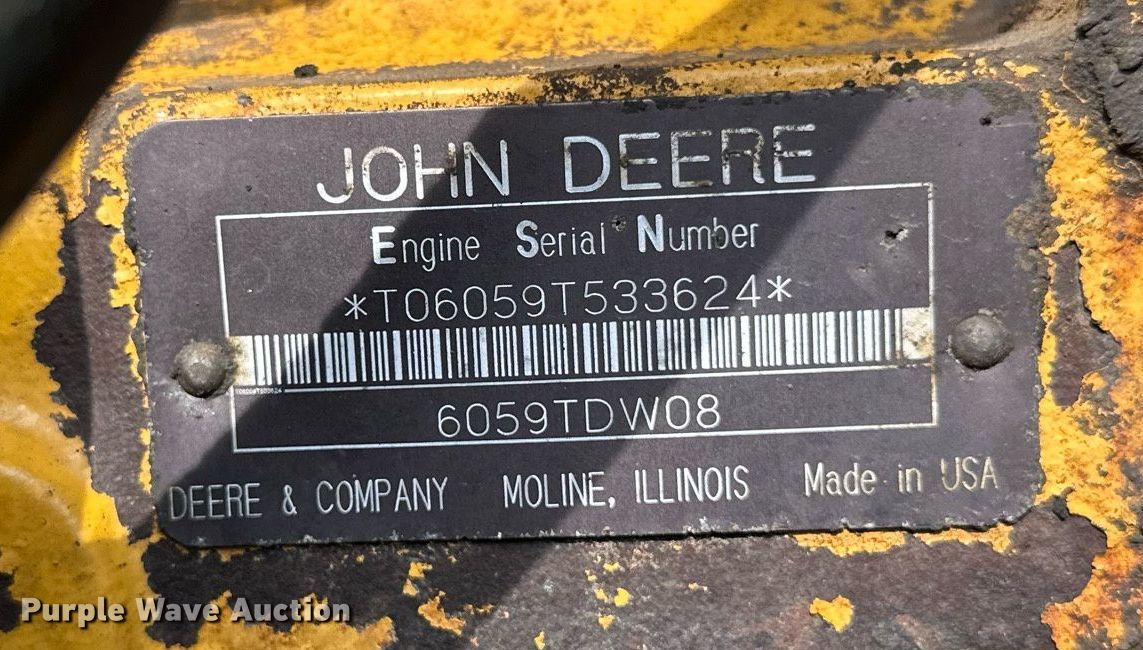 JOHN DEERE
Engine Serial Number
*T06059T533624*
6059TDW08
DEERE & COMPANY MOLINE, ILLINOIS Made in USA
Purple Wave Auction